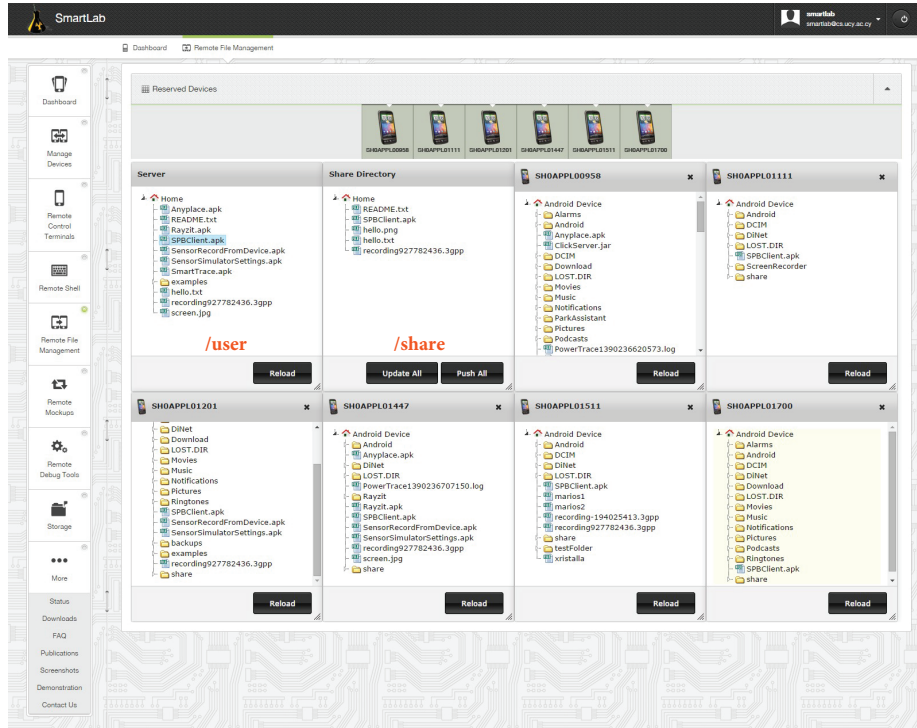 SmartLab
smartlab
smartlab@cs.ucy.ac.cy
Dashboard
Remote File Management
Dashboard
Manage
Devices
Remote
Control
Terminals
Remote Shell
Remote File
Management
Remote
Mockups
Remote
Debug Tools
Storage
More
Status
Downloads
FAQ
Publications
Screenshots
Demonstration
Contact Us
Reserved Devices
SH0APPL00958
SH0APPL01111
SH0APPL01201
SH0APPL01447
SH0APPL01511
SH0APPL01700
Server
Home
Anyplace.apk
README.txt
Rayzit.apk
SPBClient.apk
SensorRecordFromDevice.apk
SensorSimulatorSettings.apk
SmartTrace.apk
examples
hello.txt
recording927782436.3gpp
screen.jpg
/user
Reload
Share Directory
Home
README.txt
SPBClient.apk
hello.png
hello.txt
recording927782436.3gpp
/share
Update All
Push All
SH0APPL00958
Android Device
Alarms
Android
Anyplace.apk
ClickServer.jar
DCIM
Download
LOST.DIR
Movies
Music
Notifications
ParkAssistant
Pictures
Podcasts
PowerTrace1390236620573.log
Reload
SH0APPL01111
Android Device
Android
DCIM
DiNet
LOST.DIR
SPBClient.apk
ScreenRecorder
share
Reload
SH0APPL01201
DiNet
Download
LOST.DIR
Movies
Music
Notifications
Pictures
Ringtones
SPBClient.apk
SensorRecordFromDevice.apk
SensorSimulatorSettings.apk
backups
examples
recording927782436.3gpp
share
Reload
SH0APPL01447
Android Device
Android
Anyplace.apk
DiNet
LOST.DIR
PowerTrace1390236707150.log
Rayzit
Rayzit.apk
SPBClient.apk
SensorRecordFromDevice.apk
SensorSimulatorSettings.apk
recording927782436.3gpp
screen.jpg
share
Reload
SH0APPL01511
Android Device
Android
DCIM
DiNet
LOST.DIR
SPBClient.apk
marios1
marios2
recording-194025413.3gpp
recording927782436.3gpp
share
testFolder
xristalla
Reload
SH0APPL01700
Android Device
Alarms
Android
DCIM
DiNet
Download
LOST.DIR
Movies
Music
Notifications
Pictures
Podcasts
Ringtones
SPBClient.apk
share
Reload